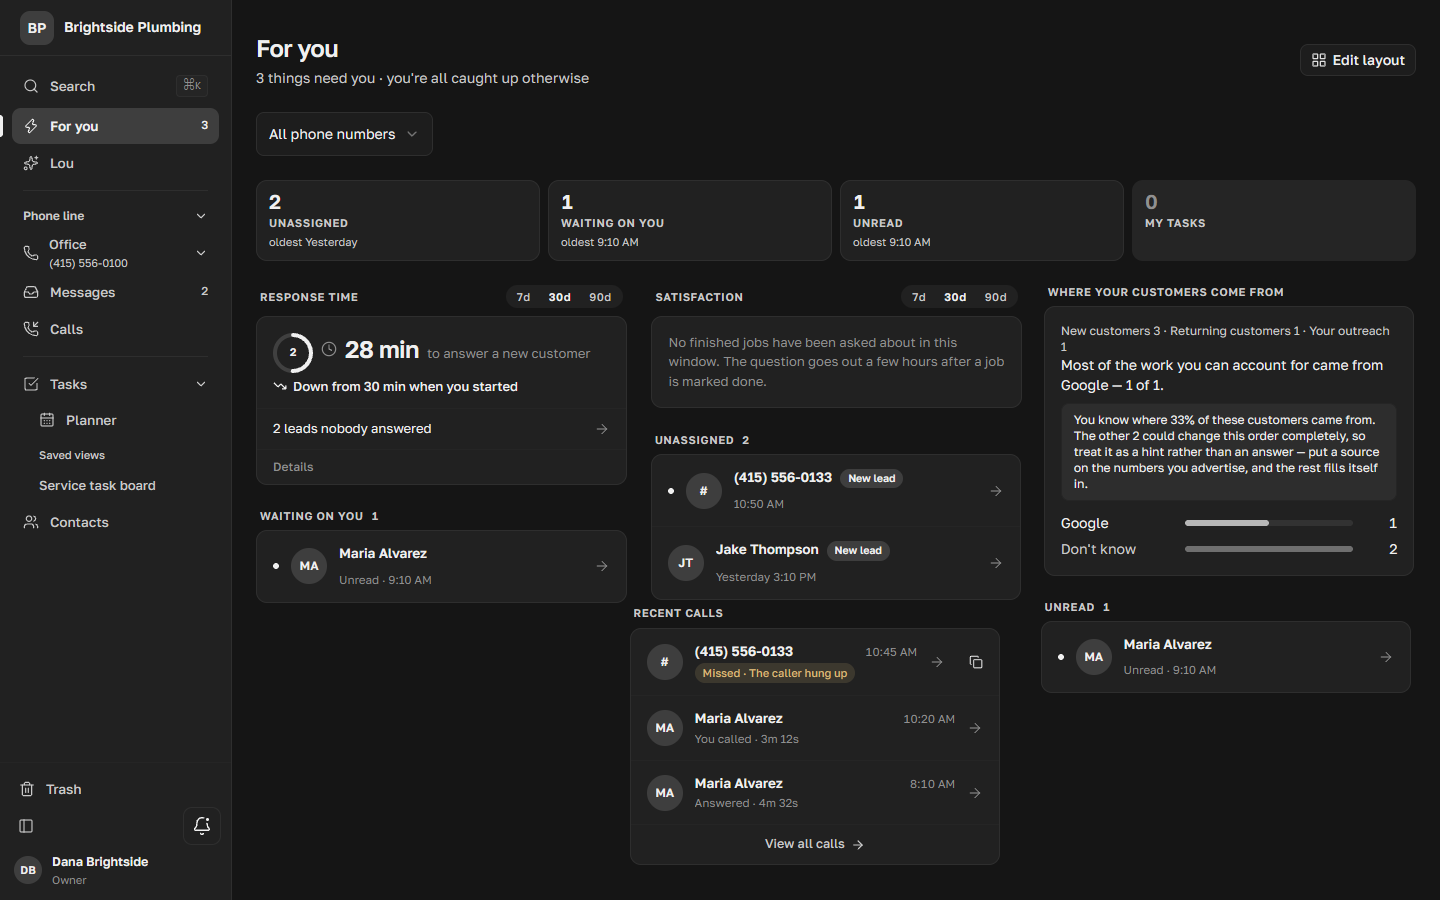 BP Brightside Plumbing
Search ⌘K
For you 3
Lou
Phone line
Office
(415) 556-0100
Messages 2
Calls
Tasks
Planner
Saved views
Service task board
Contacts
Trash
DB Dana Brightside
Owner
For you
3 things need you · you're all caught up otherwise
Edit layout
All phone numbers
2
UNASSIGNED
oldest Yesterday
1
WAITING ON YOU
oldest 9:10 AM
1
UNREAD
oldest 9:10 AM
0
MY TASKS
RESPONSE TIME 7d 30d 90d
2 28 min to answer a new customer
Down from 30 min when you started
2 leads nobody answered
Details
WAITING ON YOU 1
MA Maria Alvarez
Unread · 9:10 AM
SATISFACTION 7d 30d 90d
No finished jobs have been asked about in this
window. The question goes out a few hours after a job
is marked done.
UNASSIGNED 2
# (415) 556-0133 New lead
10:50 AM
JT Jake Thompson New lead
Yesterday 3:10 PM
RECENT CALLS
# (415) 556-0133 10:45 AM
Missed · The caller hung up
MA Maria Alvarez 10:20 AM
You called · 3m 12s
MA Maria Alvarez 8:10 AM
Answered · 4m 32s
View all calls
WHERE YOUR CUSTOMERS COME FROM
New customers 3 · Returning customers 1 · Your outreach
1
Most of the work you can account for came from
Google — 1 of 1.
You know where 33% of these customers came from.
The other 2 could change this order completely, so
treat it as a hint rather than an answer — put a source
on the numbers you advertise, and the rest fills itself
in.
Google 1
Don't know 2
UNREAD 1
MA Maria Alvarez
Unread · 9:10 AM